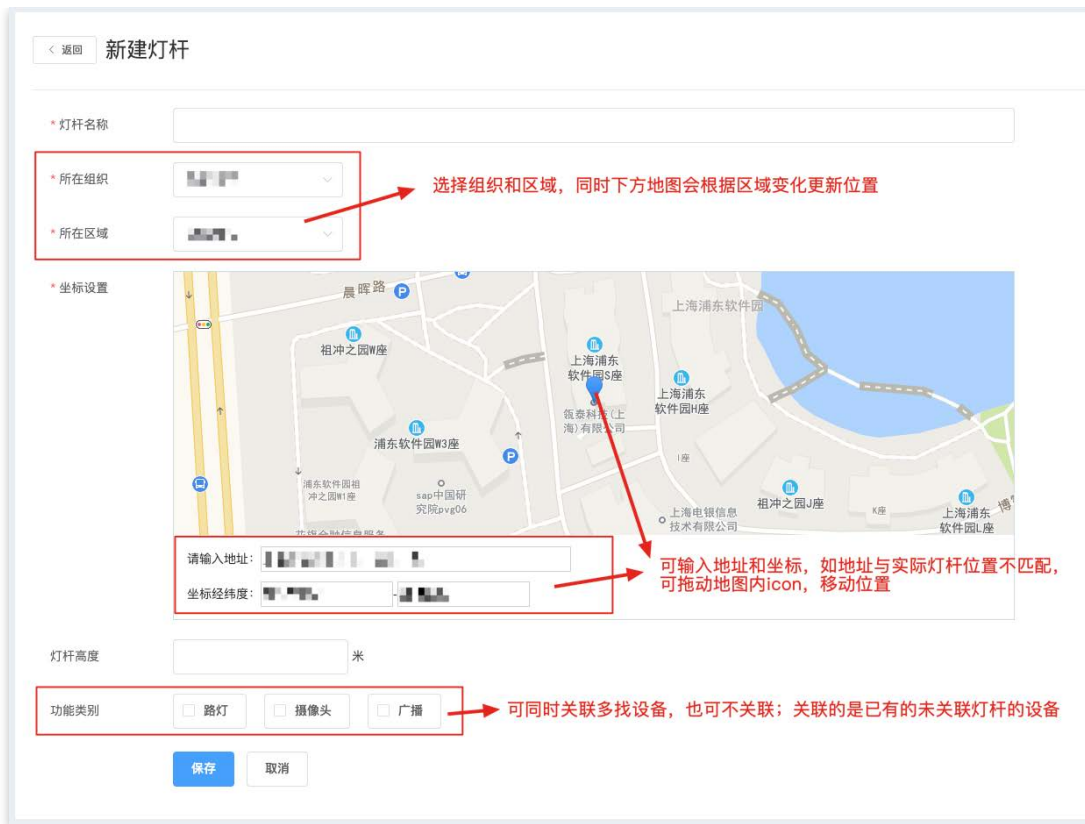 < 返回 新建灯杆
* 灯杆名称
* 所在组织
选择组织和区域，同时下方地图会根据区域变化更新位置
* 所在区域
* 坐标设置
晨晖路 P
上海浦东软件园
祖冲之园W座
上海浦东
软件园S座
上海浦东
软件园H座
瓴泰科技(上
海)有限公司
浦东软件园W3座
P
I座
浦东软件园祖
冲之园W1座
sap中国研
究院pvg06
祖冲之园J座
K座
上海浦东
软件园L座
上海电银信息
技术有限公司
请输入地址：
坐标经纬度： -
可输入地址和坐标，如地址与实际灯杆位置不匹配，
可拖动地图内icon，移动位置
灯杆高度 米
功能类别 路灯 摄像头 广播
可同时关联多找设备，也可不关联；关联的是已有的未关联灯杆的设备
保存 取消